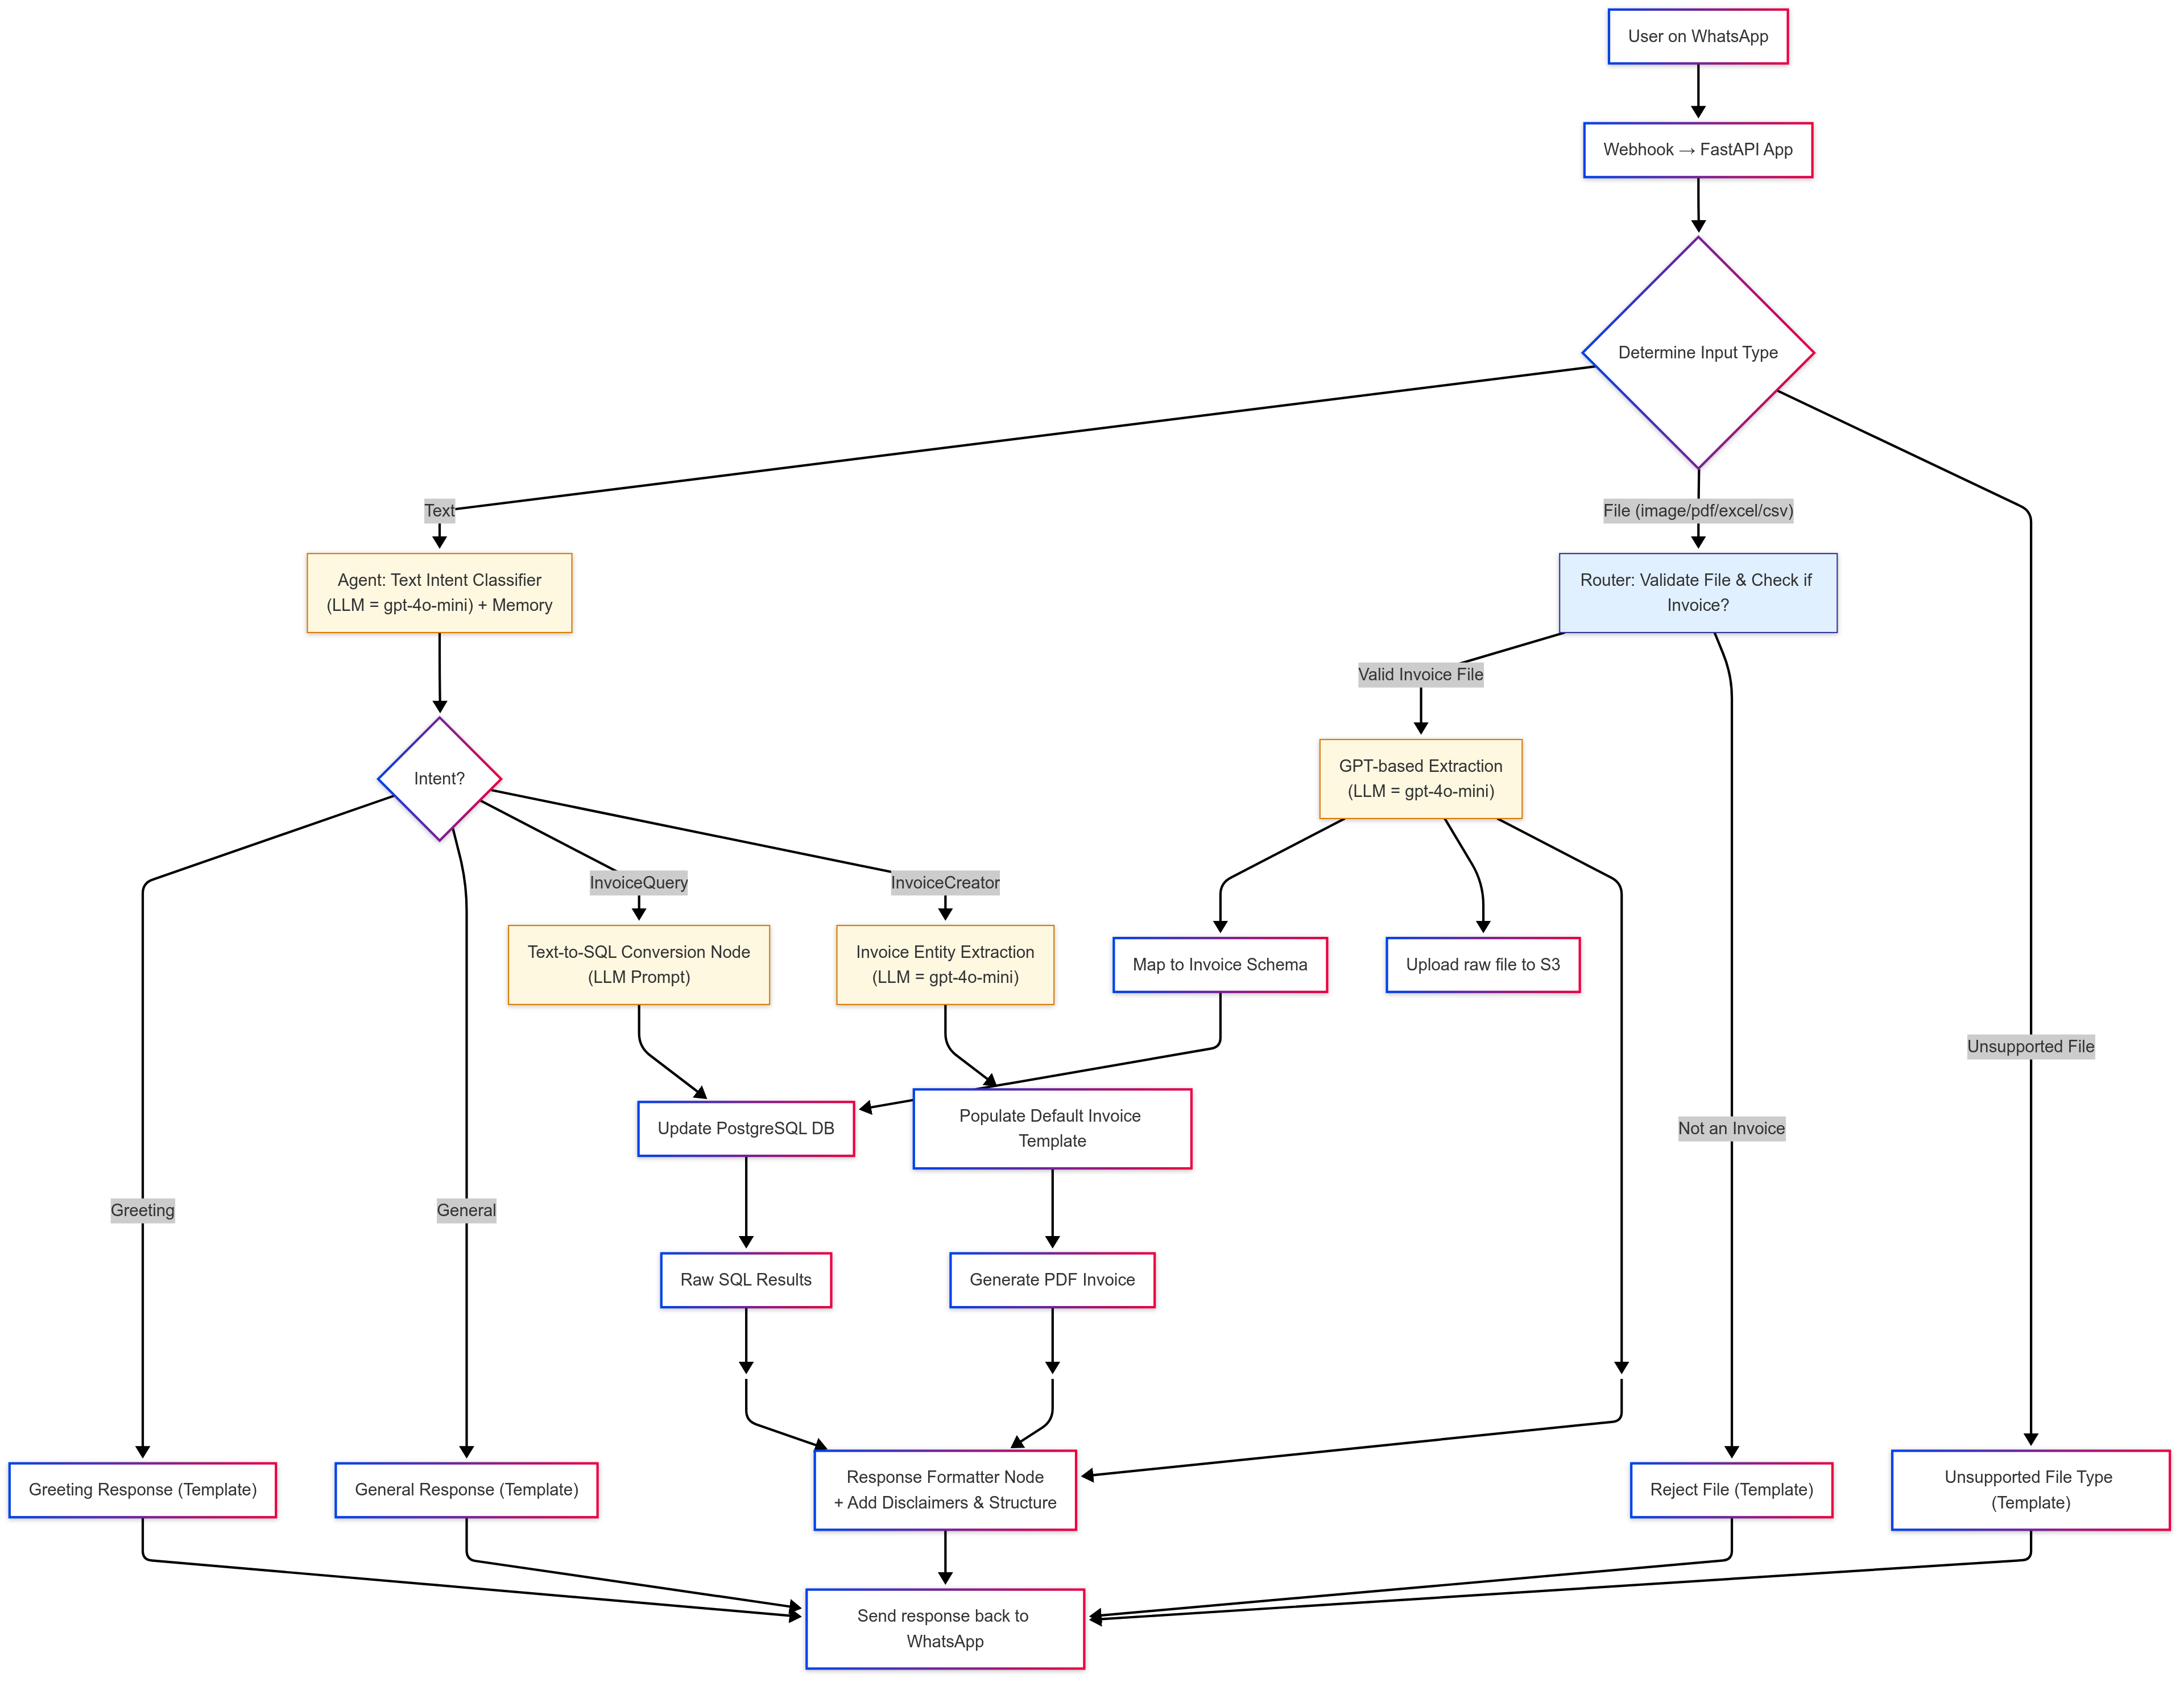 User on WhatsApp
Webhook → FastAPI App
Determine Input Type
Text
File (image/pdf/excel/csv)
Agent: Text Intent Classifier
(LLM = gpt-4o-mini) + Memory
Router: Validate File & Check if
Invoice?
Valid Invoice File
Intent?
GPT-based Extraction
(LLM = gpt-4o-mini)
InvoiceQuery
InvoiceCreator
Text-to-SQL Conversion Node
(LLM Prompt)
Invoice Entity Extraction
(LLM = gpt-4o-mini)
Map to Invoice Schema
Upload raw file to S3
Unsupported File
Update PostgreSQL DB
Populate Default Invoice
Template
Not an Invoice
Greeting
General
Raw SQL Results
Generate PDF Invoice
Greeting Response (Template)
General Response (Template)
Response Formatter Node
+ Add Disclaimers & Structure
Reject File (Template)
Unsupported File Type
(Template)
Send response back to
WhatsApp